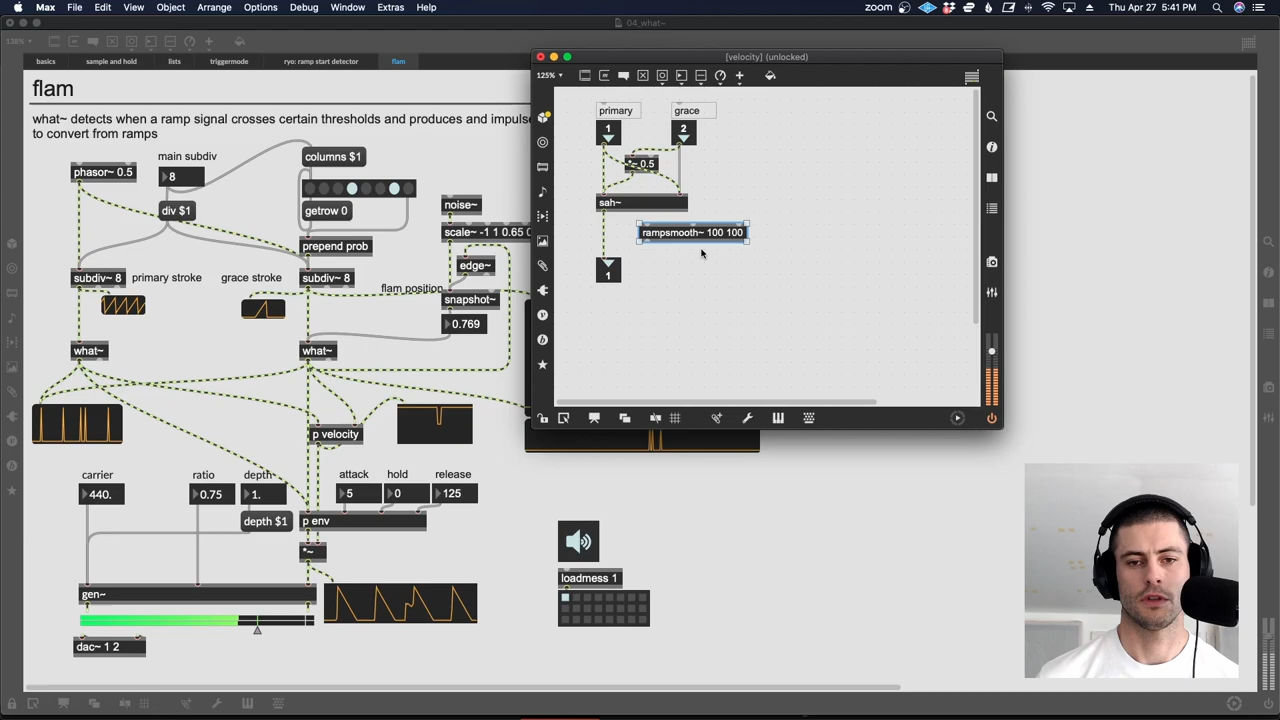 Max File Edit View Object Arrange Options Debug Window Extras Help
zoom Thu Apr 27 5:41 PM
04_what~
138%
basics sample and hold lists triggermode ryo: ramp start detector flam
flam
what~ detects when a ramp signal crosses certain thresholds and produces and impulse
to convert from ramps
phasor~ 0.5
main subdiv
8
div $1
columns $1
getrow 0
prepend prob
noise~
scale~ -1 1 0.65 0
edge~
flam position
snapshot~
0.769
subdiv~ 8
primary stroke
grace stroke
subdiv~ 8
what~
what~
p velocity
carrier
ratio
depth
attack
hold
release
440.
0.75
1.
5
0
125
depth $1
p env
*~
gen~
dac~ 1 2
loadmess 1
[velocity] (unlocked)
125%
primary
grace
1
2
*~ 0.5
sah~
rampsmooth~ 100 100
1